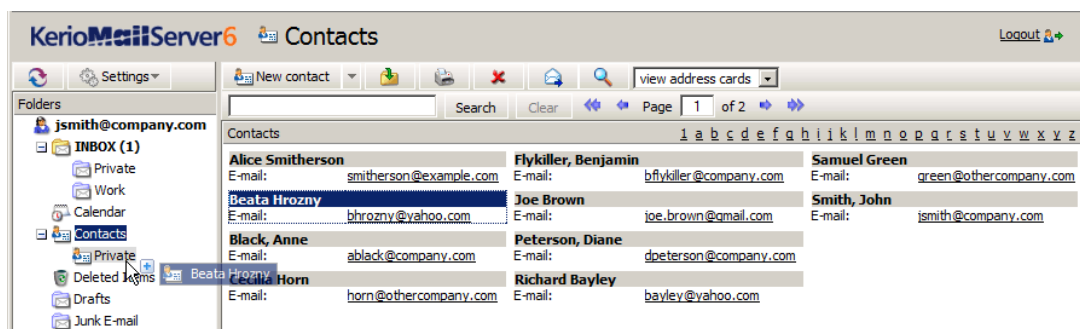 KerioMailServer6 Contacts Logout
Settings New contact view address cards
Folders Search Clear Page 1 of 2
jsmith@company.com Contacts 1 a b c d e f g h i j k l m n o p q r s t u v w x y z
INBOX (1) Alice Smitherson Flykiller, Benjamin Samuel Green
Private E-mail: smitherson@example.com E-mail: bflykiller@company.com E-mail: green@othercompany.com
Work Beata Hrozny Joe Brown Smith, John
Calendar E-mail: bhrozny@yahoo.com E-mail: joe.brown@gmail.com E-mail: jsmith@company.com
Contacts Black, Anne Peterson, Diane
Private E-mail: ablack@company.com E-mail: dpeterson@company.com
Deleted Items Beata Hrozny Cecilia Horn Richard Bayley
Drafts E-mail: horn@othercompany.com E-mail: bayley@yahoo.com
Junk E-mail